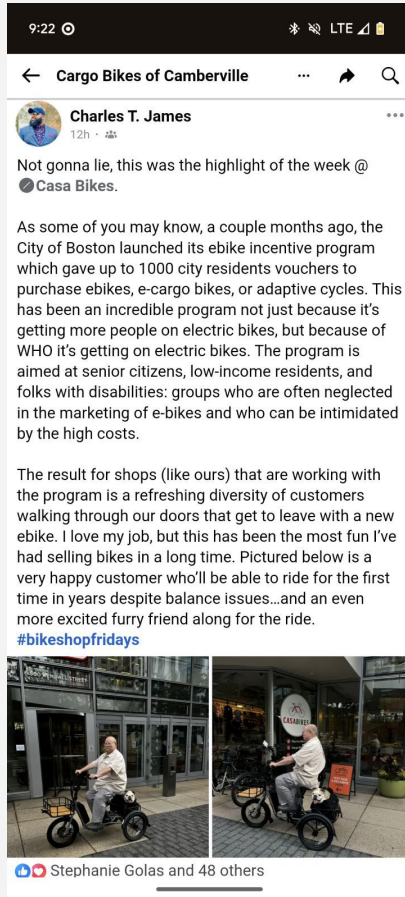 9:22 LTE
Cargo Bikes of Camberville
Charles T. James
12h ·
Not gonna lie, this was the highlight of the week @
Casa Bikes.
As some of you may know, a couple months ago, the
City of Boston launched its ebike incentive program
which gave up to 1000 city residents vouchers to
purchase ebikes, e-cargo bikes, or adaptive cycles. This
has been an incredible program not just because it's
getting more people on electric bikes, but because of
WHO it's getting on electric bikes. The program is
aimed at senior citizens, low-income residents, and
folks with disabilities: groups who are often neglected
in the marketing of e-bikes and who can be intimidated
by the high costs.
The result for shops (like ours) that are working with
the program is a refreshing diversity of customers
walking through our doors that get to leave with a new
ebike. I love my job, but this has been the most fun I've
had selling bikes in a long time. Pictured below is a
very happy customer who'll be able to ride for the first
time in years despite balance issues...and an even
more excited furry friend along for the ride.
#bikeshopfridays
STREET
CASABIKES
Stephanie Golas and 48 others